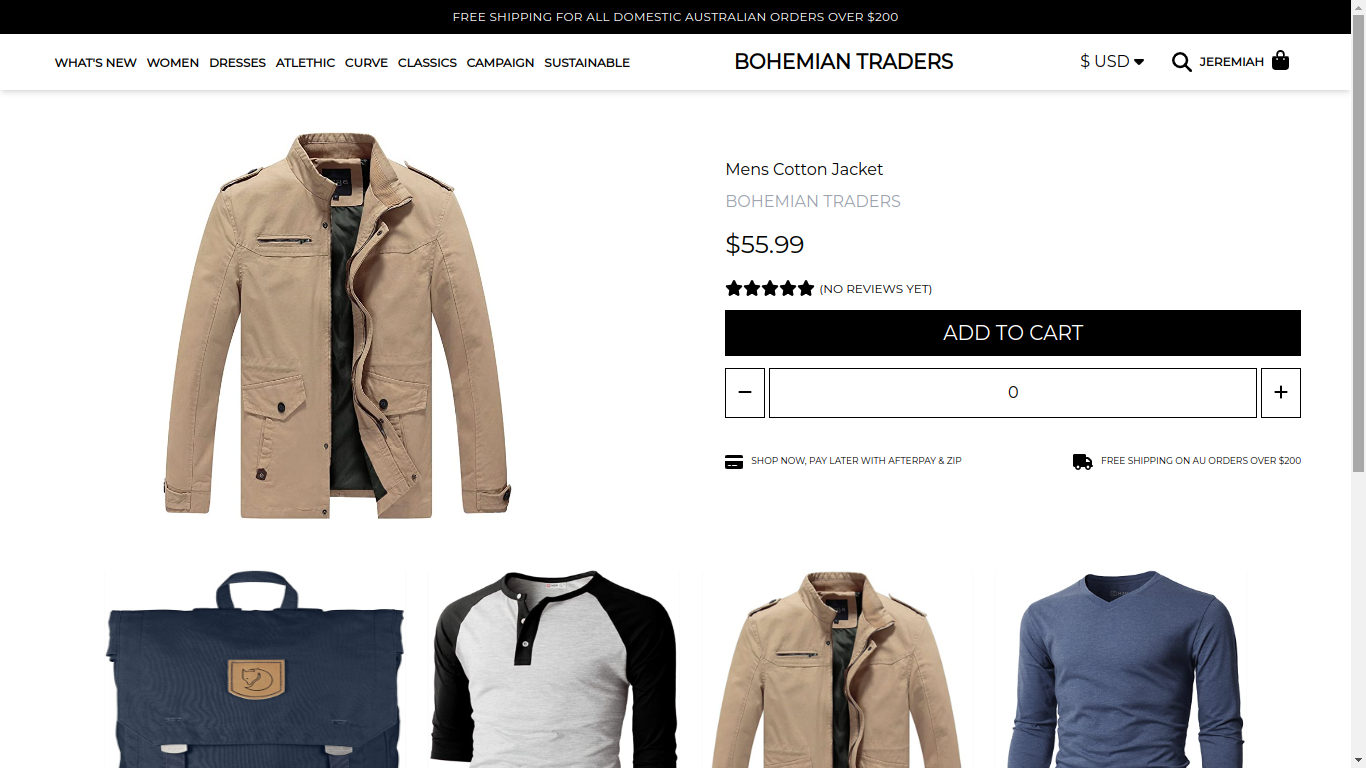 FREE SHIPPING FOR ALL DOMESTIC AUSTRALIAN ORDERS OVER $200
WHAT'S NEW WOMEN DRESSES ATLETHIC CURVE CLASSICS CAMPAIGN SUSTAINABLE BOHEMIAN TRADERS $ USD JEREMIAH
Mens Cotton Jacket
BOHEMIAN TRADERS
$55.99
(NO REVIEWS YET)
ADD TO CART
− 0 +
SHOP NOW, PAY LATER WITH AFTERPAY & ZIP FREE SHIPPING ON AU ORDERS OVER $200